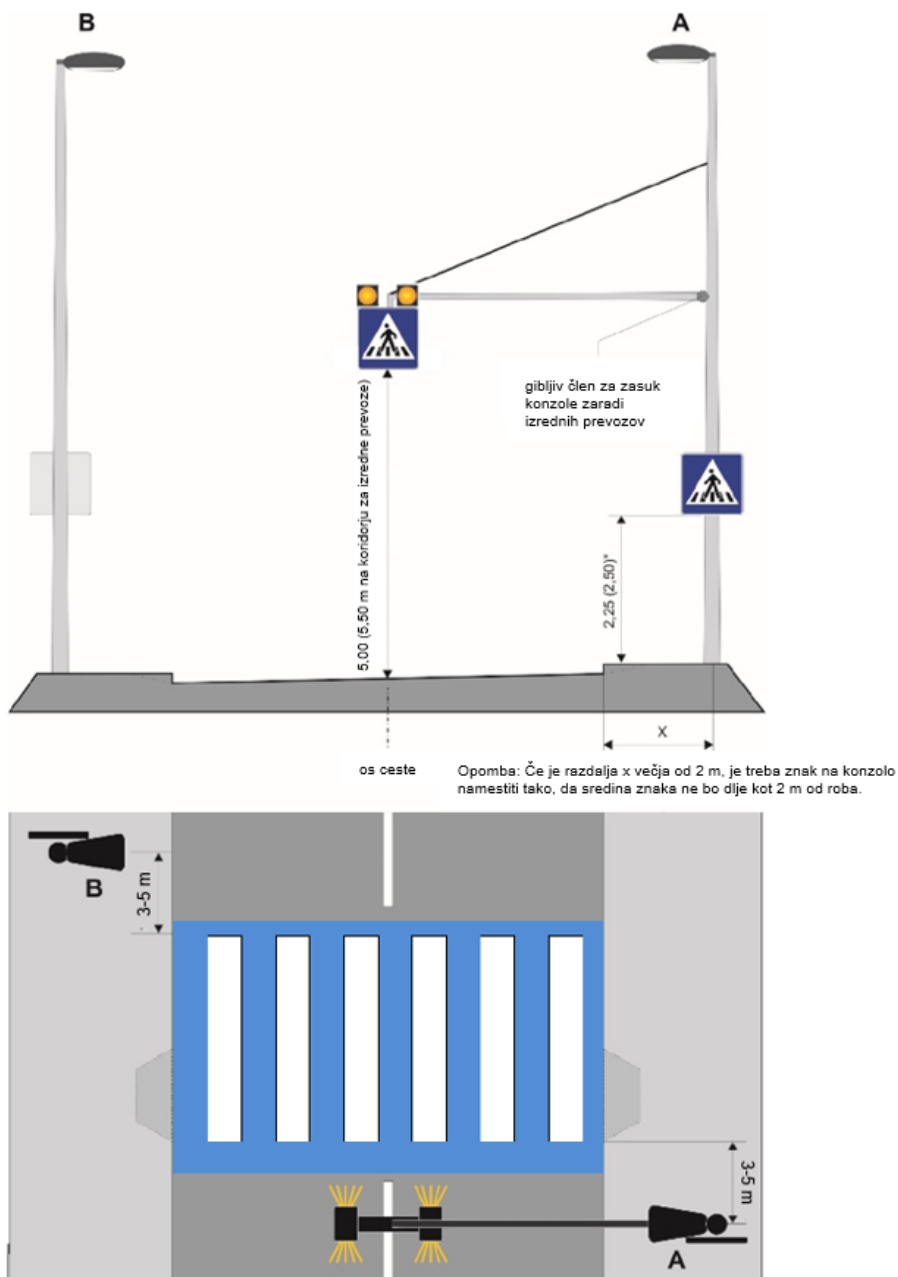 B
A
gibljiv člen za zasuk
konzole zaradi
izrednih prevozov
5,00 (5,50 m na koridorju za izredne prevoze)
2,25 (2,50)*
X
os ceste
Opomba: Če je razdalja x večja od 2 m, je treba znak na konzolo
namestiti tako, da sredina znaka ne bo dlje kot 2 m od roba.
B
3-5 m
3-5 m
A